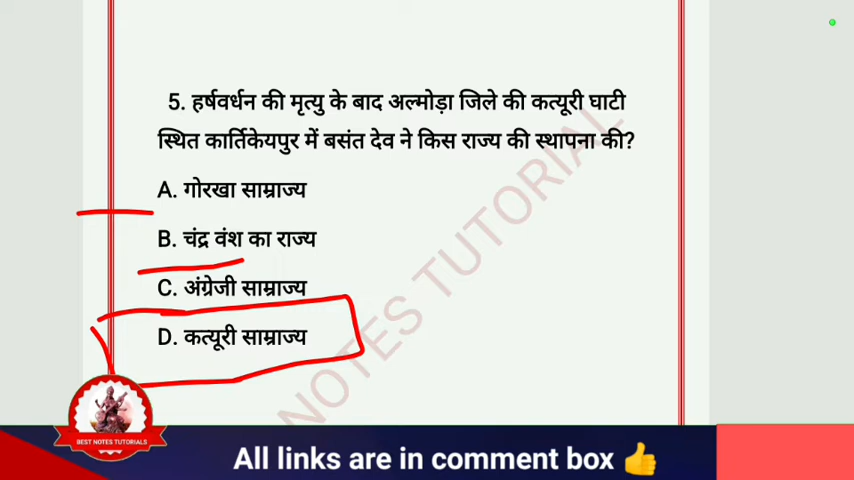 5. हर्षवर्धन की मृत्यु के बाद अल्मोड़ा जिले की कत्यूरी घाटी
स्थित कार्तिकेयपुर में बसंत देव ने किस राज्य की स्थापना की?
A. गोरखा साम्राज्य
B. चंद्र वंश का राज्य
C. अंग्रेजी साम्राज्य
D. कत्यूरी साम्राज्य
NOTES TUTORIAL
BEST NOTES TUTORIALS
All links are in comment box 👍